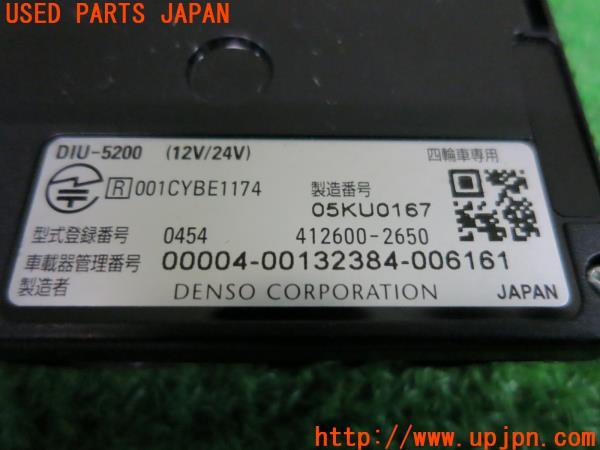 USED PARTS JAPAN
DIU-5200 (12V/24V) 四輪車専用
R 001CYBE1174 製造番号
05KU0167
型式登録番号 0454 412600-2650
車載器管理番号 00004-00132384-006161
製造者 DENSO CORPORATION JAPAN
(株)UPJ
http://www.upjpn.com